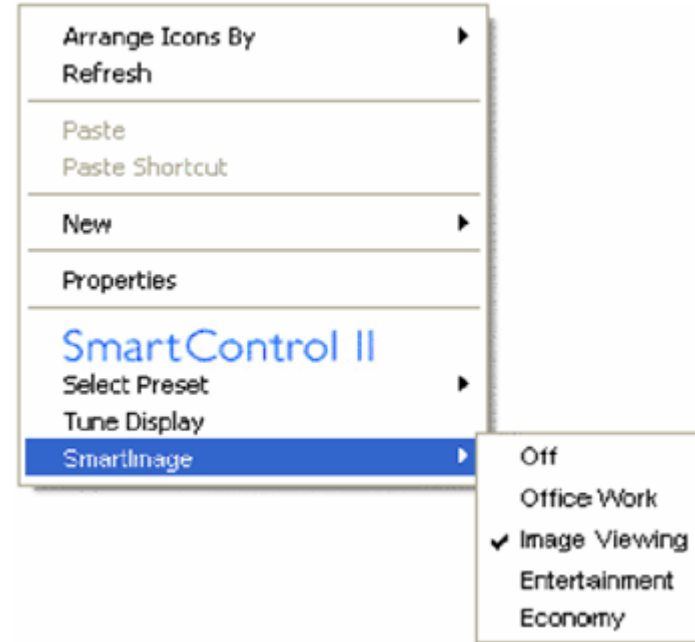 Arrange Icons By
Refresh
Paste
Paste Shortcut
New
Properties
SmartControl II
Select Preset
Tune Display
SmartImage
Off
Office Work
Image Viewing
Entertainment
Economy